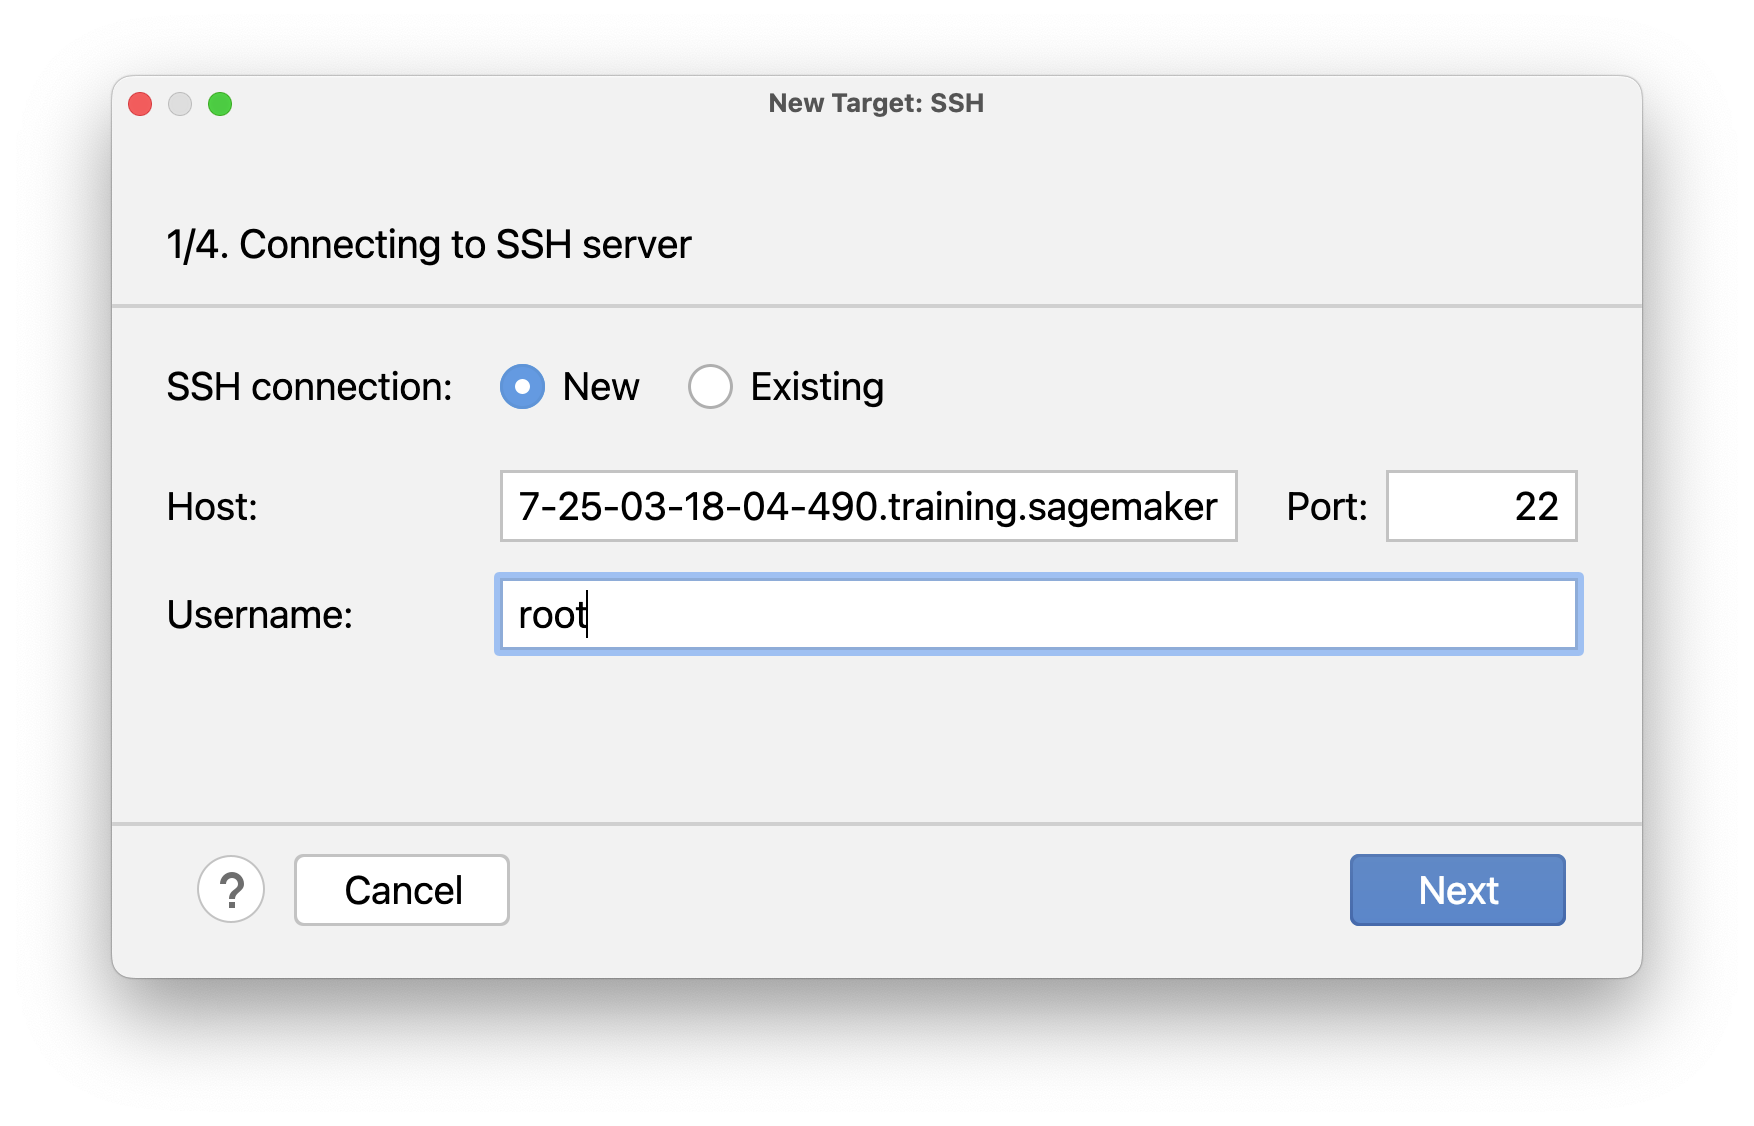 New Target: SSH
1/4. Connecting to SSH server
SSH connection: New Existing
Host: 7-25-03-18-04-490.training.sagemaker Port: 22
Username: root
? Cancel Next